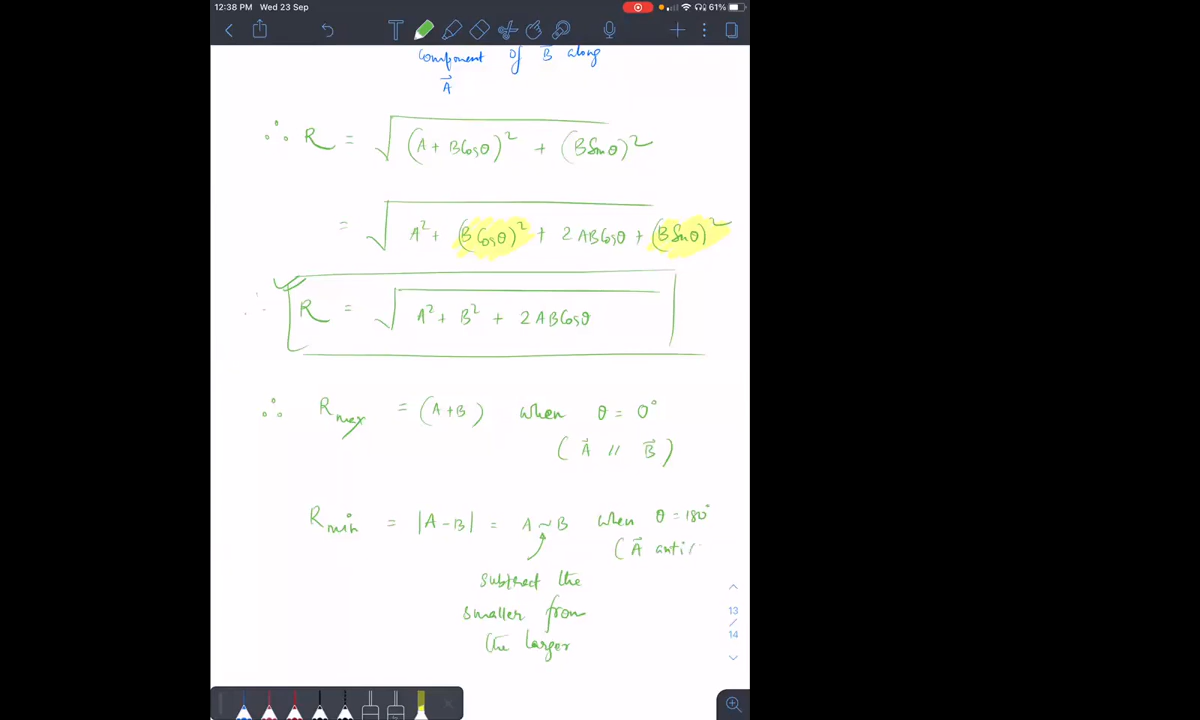 12:38 PM Wed 23 Sep
61%
component of B⃗ along
A⃗
∴ R = √((A + BCosθ)² + (BSinθ)²)
= √(A² + (BCosθ)² + 2ABCosθ + (BSinθ)²)
∴ R = √(A² + B² + 2ABCosθ)
∴ Rmax = (A+B) when θ = 0°
(A⃗ // B⃗)
Rmin = |A-B| = A~B when θ = 180°
(A⃗ anti/
subtract the
smaller from
the larger
13
/
14